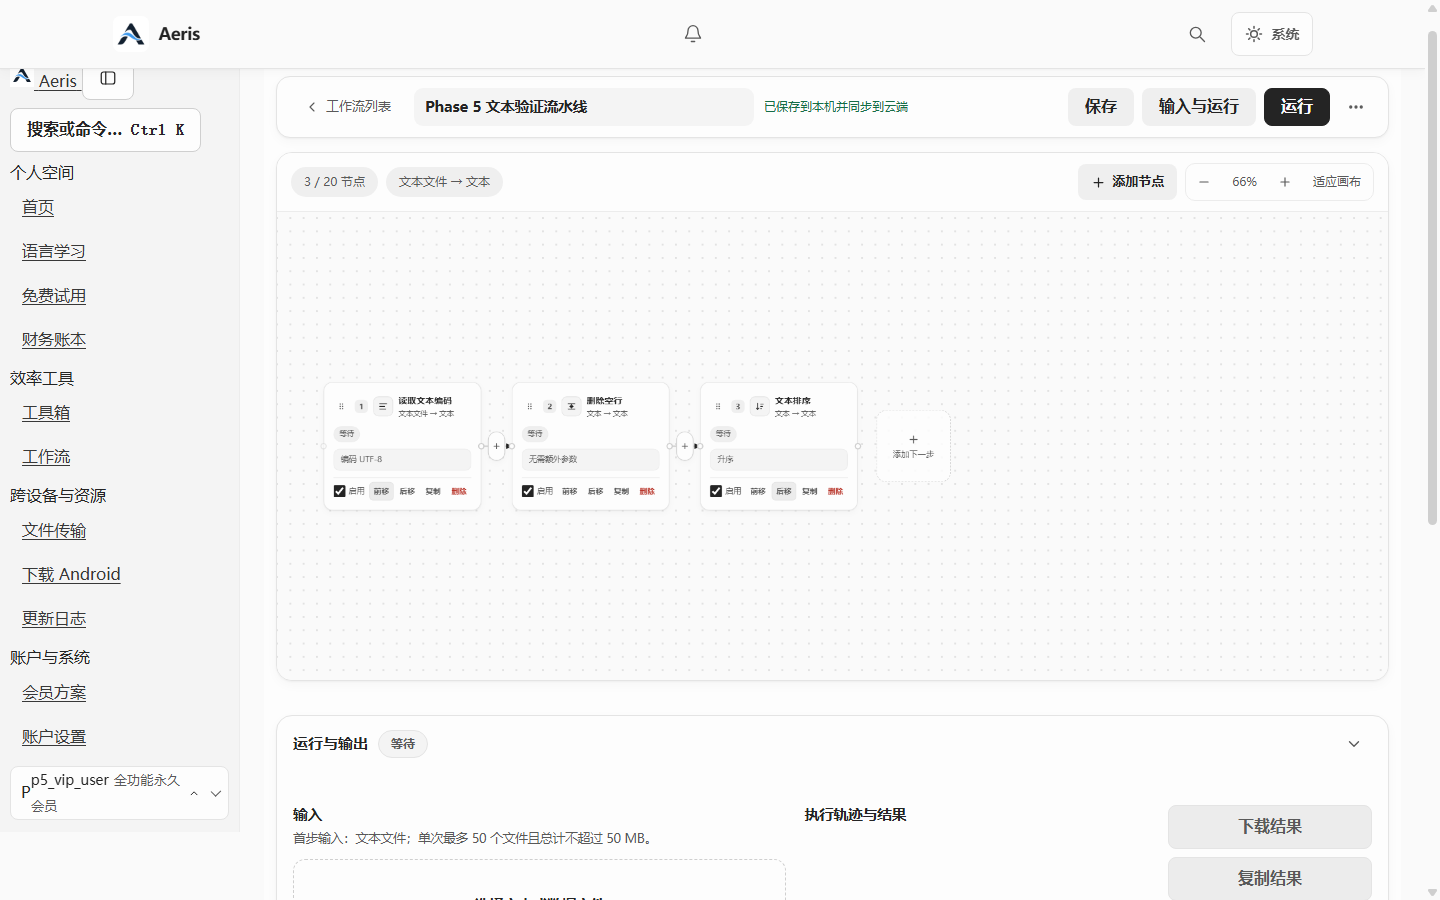 Aeris
系统
Aeris
搜索或命令... Ctrl K
个人空间
首页
语言学习
免费试用
财务账本
效率工具
工具箱
工作流
跨设备与资源
文件传输
下载 Android
更新日志
账户与系统
会员方案
账户设置
P
p5_vip_user 全功能永久
会员
工作流列表
Phase 5 文本验证流水线
已保存到本机并同步到云端
保存
输入与运行
运行
3 / 20 节点
文本文件 → 文本
添加节点
66%
适应画布
1
读取文本编码
文本文件 → 文本
等待
编码 UTF-8
启用 前移 后移 复制 删除
2
删除空行
文本 → 文本
等待
无需额外参数
启用 前移 后移 复制 删除
3
文本排序
文本 → 文本
等待
升序
启用 前移 后移 复制 删除
添加下一步
运行与输出
等待
输入
首步输入：文本文件；单次最多 50 个文件且总计不超过 50 MB。
执行轨迹与结果
下载结果
复制结果